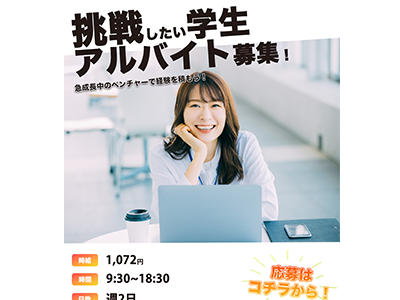 挑戦したい学生
アルバイト募集！
急成長中のベンチャーで経験を積もう！
時給 1,072円
時間 9:30~18:30
日数 週2日
応募は
コチラから！